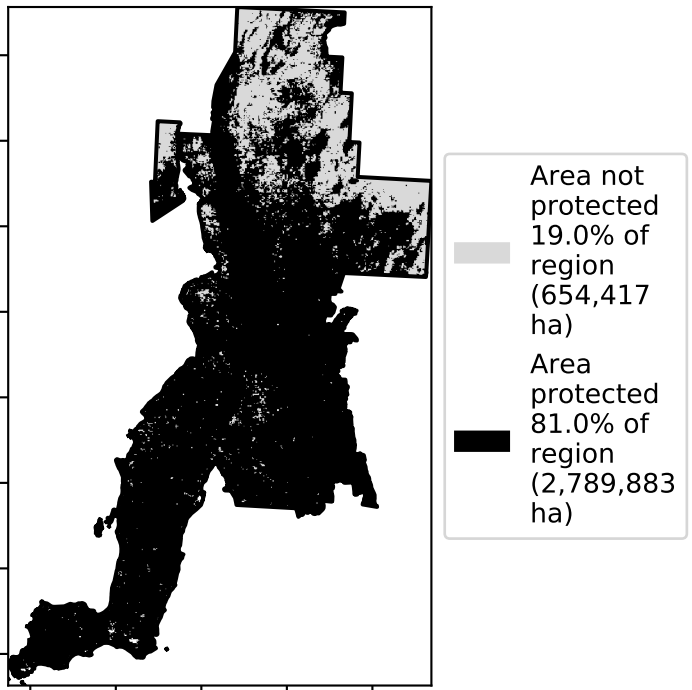 Area not
protected
19.0% of
region
(654,417
ha)
Area
protected
81.0% of
region
(2,789,883
ha)